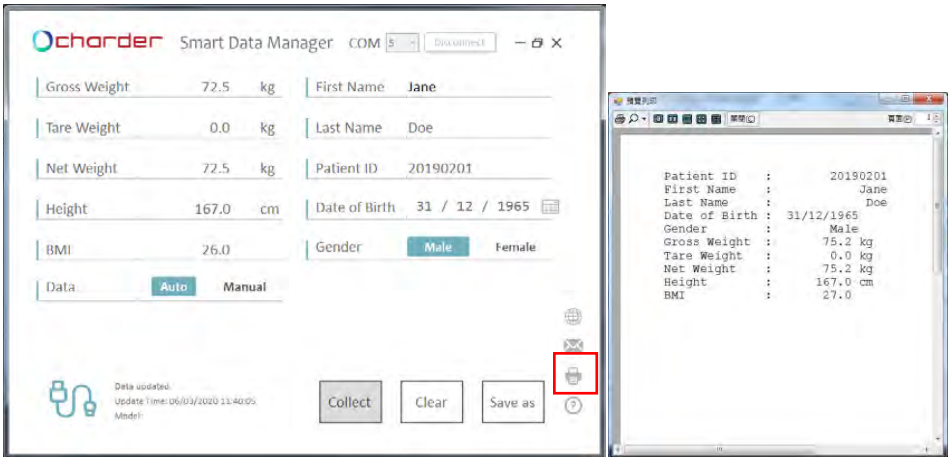 charder Smart Data Manager COM 5 Disconnect
Gross Weight 72.5 kg First Name Jane
Tare Weight 0.0 kg Last Name Doe
Net Weight 72.5 kg Patient ID 20190201
Height 167.0 cm Date of Birth 31 / 12 / 1965
BMI 26.0 Gender Male Female
Data Auto Manual
Data updated.
Update Time: 06/03/2020 11:40:05
Model:
Collect Clear Save as
預覽列印
關閉(C) 頁面(P) 1
Patient ID : 20190201
First Name : Jane
Last Name : Doe
Date of Birth : 31/12/1965
Gender : Male
Gross Weight : 75.2 kg
Tare Weight : 0.0 kg
Net Weight : 75.2 kg
Height : 167.0 cm
BMI : 27.0